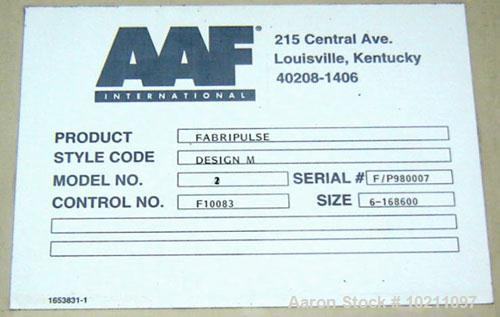 AAF
INTERNATIONAL
215 Central Ave.
Louisville, Kentucky
40208-1406
PRODUCT FABRIPULSE
STYLE CODE DESIGN M
MODEL NO. 2 SERIAL # F/P980007
CONTROL NO. F10083 SIZE 6-168600
1653831-1
Aaron Stock # 10211097